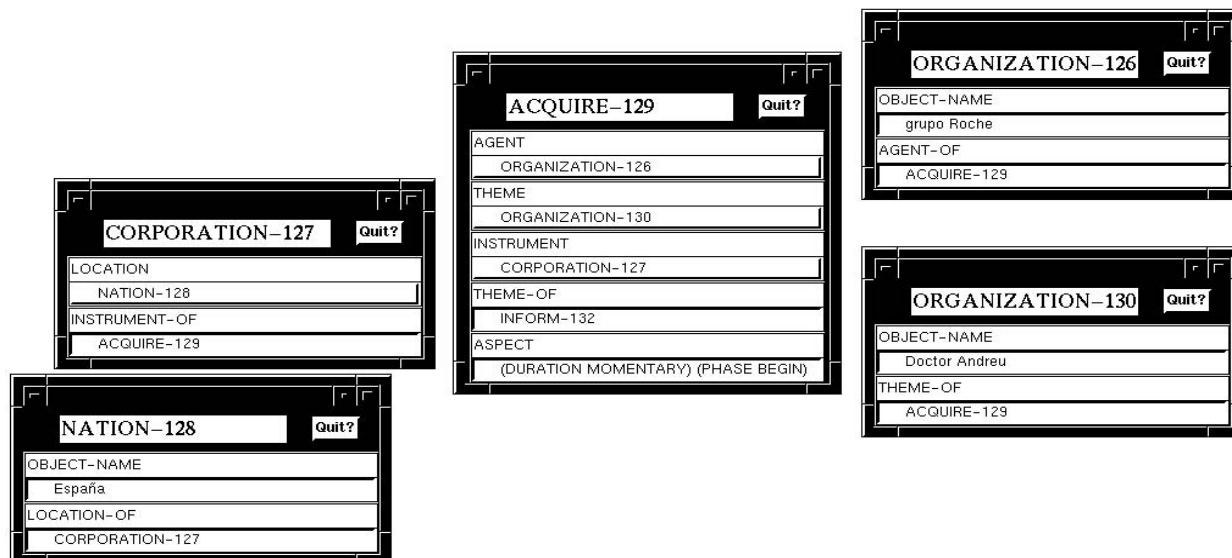 CORPORATION–127
Quit?
LOCATION
NATION–128
INSTRUMENT–OF
ACQUIRE–129
NATION–128
Quit?
OBJECT–NAME
España
LOCATION–OF
CORPORATION–127
ACQUIRE–129
Quit?
AGENT
ORGANIZATION–126
THEME
ORGANIZATION–130
INSTRUMENT
CORPORATION–127
THEME–OF
INFORM–132
ASPECT
(DURATION MOMENTARY) (PHASE BEGIN)
ORGANIZATION–126
Quit?
OBJECT–NAME
grupo Roche
AGENT–OF
ACQUIRE–129
ORGANIZATION–130
Quit?
OBJECT–NAME
Doctor Andreu
THEME–OF
ACQUIRE–129